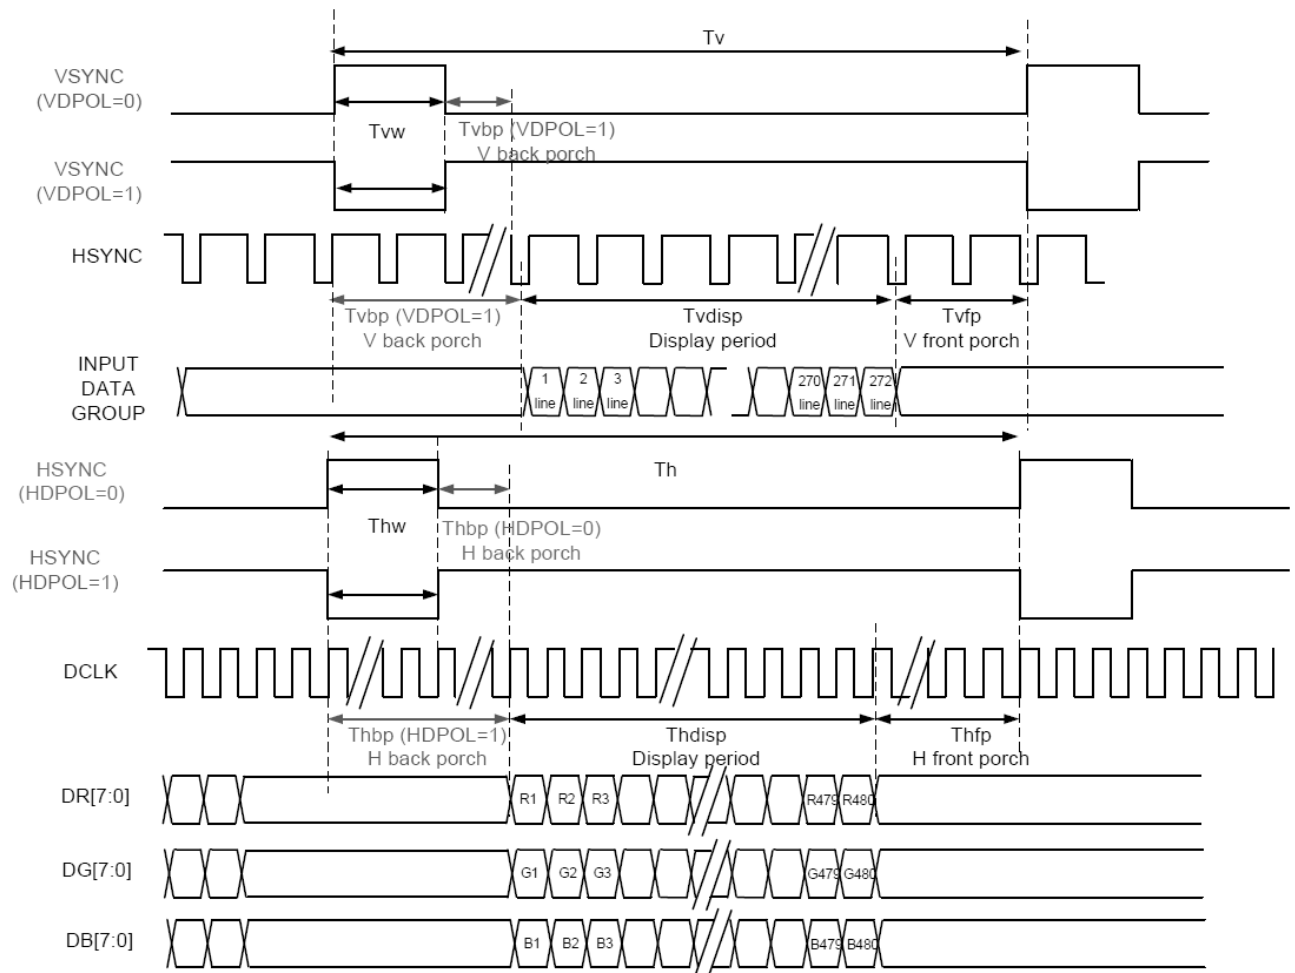 Tv
VSYNC
(VDPOL=0)
Tvw
Tvbp (VDPOL=1)
V back porch
VSYNC
(VDPOL=1)
HSYNC
Tvbp (VDPOL=1)
V back porch
Tvdisp
Display period
Tvfp
V front porch
INPUT
DATA
GROUP
1 line
2 line
3 line
270 line
271 line
272 line
Th
HSYNC
(HDPOL=0)
Thw
Thbp (HDPOL=0)
H back porch
HSYNC
(HDPOL=1)
DCLK
Thbp (HDPOL=1)
H back porch
Thdisp
Display period
Thfp
H front porch
DR[7:0] R1 R2 R3 R479 R480
DG[7:0] G1 G2 G3 G479 G480
DB[7:0] B1 B2 B3 B479 B480